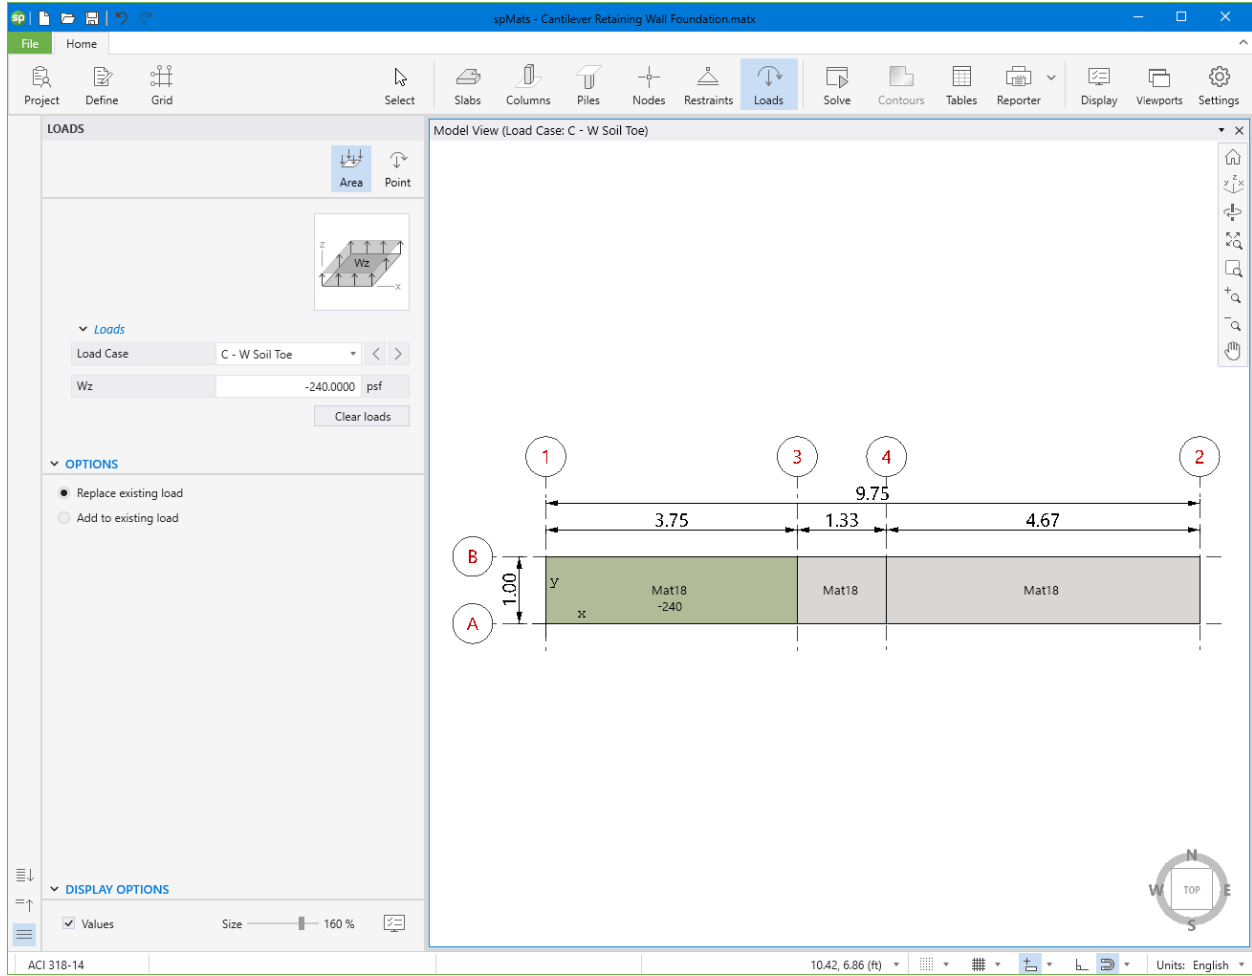 sp
spMats - Cantilever Retaining Wall Foundation.matx
File
Home
Project
Define
Grid
Select
Slabs
Columns
Piles
Nodes
Restraints
Loads
Solve
Contours
Tables
Reporter
Display
Viewports
Settings
LOADS
Model View (Load Case: C - W Soil Toe)
Area
Point
z
Wz
x
Loads
Load Case
C - W Soil Toe
Wz
-240.0000
psf
Clear loads
OPTIONS
Replace existing load
Add to existing load
y z x
1
3
4
2
9.75
3.75
1.33
4.67
B
A
1.00
y
x
Mat18
-240
Mat18
Mat18
N
W
TOP
E
S
DISPLAY OPTIONS
Values
Size
160 %
ACI 318-14
10.42, 6.86 (ft)
Units: English